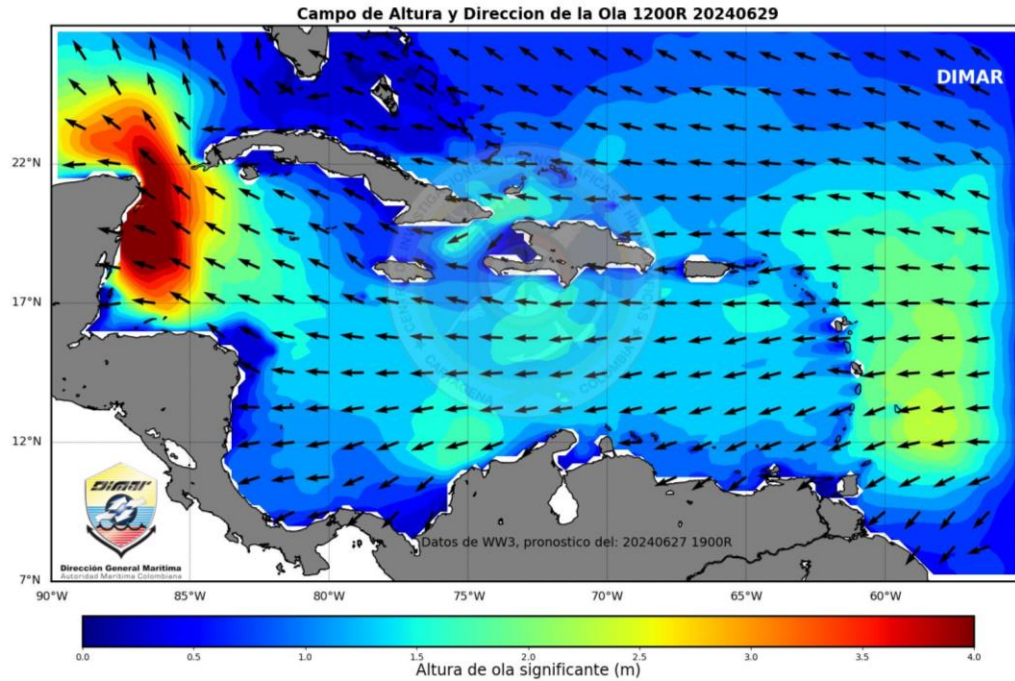 Campo de Altura y Direccion de la Ola 1200R 20240629
DIMAR
22°N
17°N
12°N
7°N
Dimar
Dirección General Marítima
Autoridad Marítima Colombiana
Datos de WW3, pronostico del: 20240627 1900R
90°W
85°W
80°W
75°W
70°W
65°W
60°W
0.0
0.5
1.0
1.5
2.0
2.5
3.0
3.5
4.0
Altura de ola significante (m)